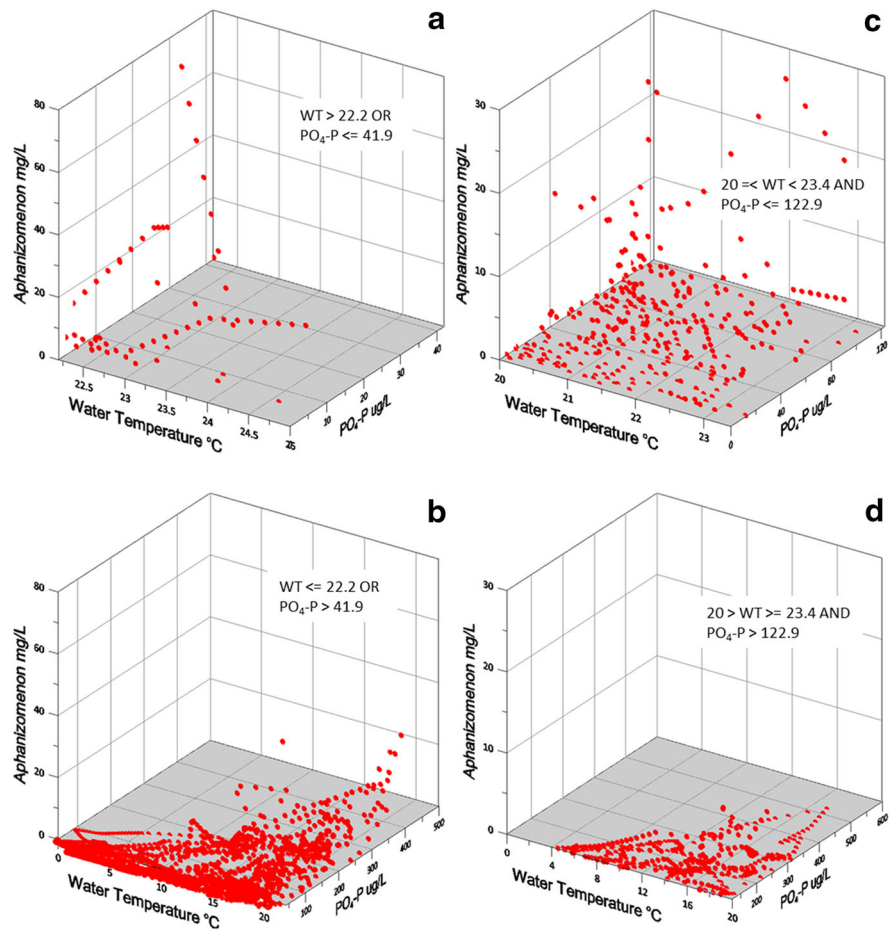 a
80
60
40
20
0
Aphanizomenon mg/L
WT > 22.2 OR
PO4-P <= 41.9
22.5
23
23.5
24
24.5
Water Temperature °C
10
20
30
40
PO4-P ug/L
c
30
20
10
0
Aphanizomenon mg/L
20 =< WT < 23.4 AND
PO4-P <= 122.9
20
21
22
23
Water Temperature °C
0
40
80
120
PO4-P ug/L
b
80
60
40
20
0
Aphanizomenon mg/L
WT <= 22.2 OR
PO4-P > 41.9
0
5
10
15
20
Water Temperature °C
100
200
300
400
500
PO4-P ug/L
d
30
20
10
0
Aphanizomenon mg/L
20 > WT >= 23.4 AND
PO4-P > 122.9
0
4
8
12
16
20
Water Temperature °C
200
300
400
500
600
PO4-P ug/L